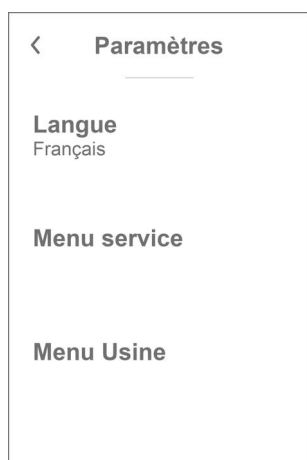 Paramètres
Langue
Français
Menu service
Menu Usine